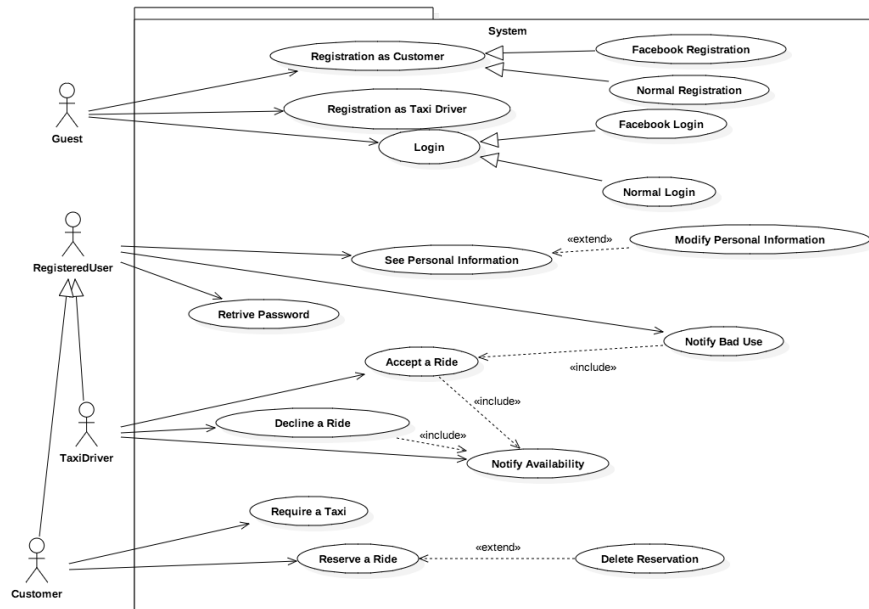 System
Registration as Customer
Facebook Registration
Normal Registration
Guest
Registration as Taxi Driver
Facebook Login
Login
Normal Login
RegisteredUser
See Personal Information
«extend»
Modify Personal Information
Retrive Password
Notify Bad Use
Accept a Ride
«include»
«include»
Decline a Ride
«include»
TaxiDriver
Notify Availability
Require a Taxi
Reserve a Ride
«extend»
Delete Reservation
Customer